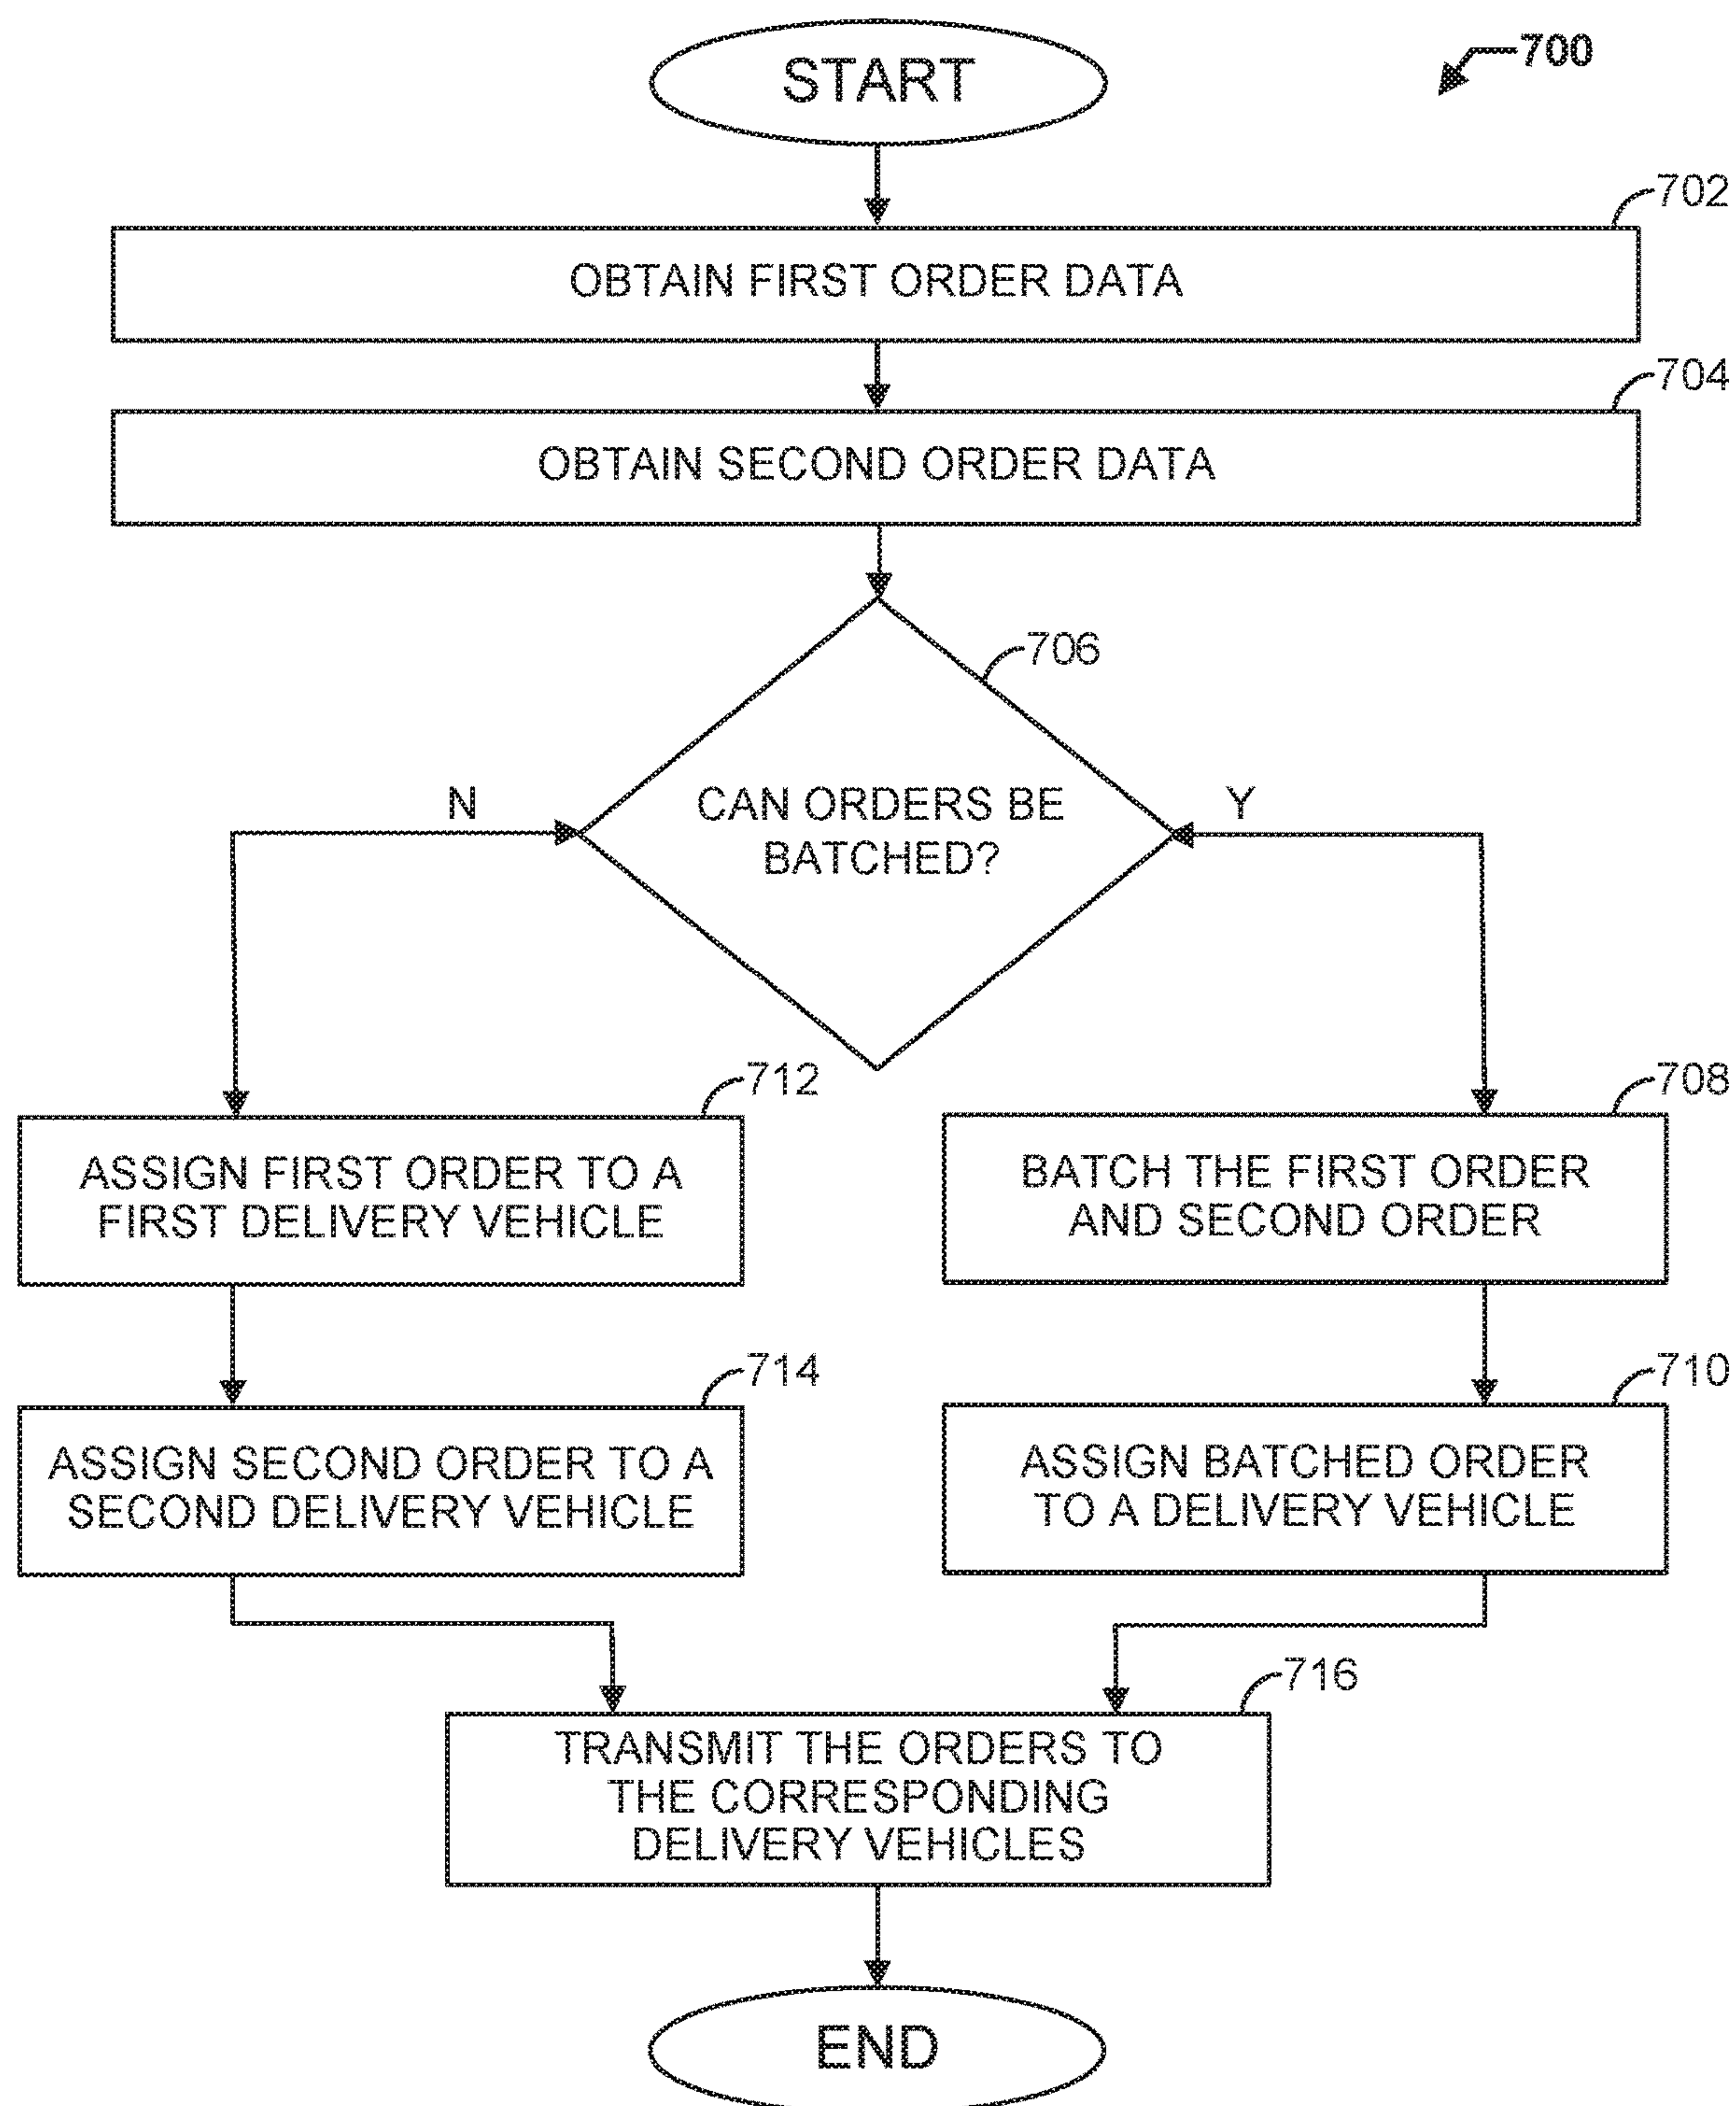 START
700
702
OBTAIN FIRST ORDER DATA
704
OBTAIN SECOND ORDER DATA
706
N
CAN ORDERS BE
BATCHED?
Y
712
ASSIGN FIRST ORDER TO A
FIRST DELIVERY VEHICLE
708
BATCH THE FIRST ORDER
AND SECOND ORDER
714
ASSIGN SECOND ORDER TO A
SECOND DELIVERY VEHICLE
710
ASSIGN BATCHED ORDER
TO A DELIVERY VEHICLE
716
TRANSMIT THE ORDERS TO
THE CORRESPONDING
DELIVERY VEHICLES
END